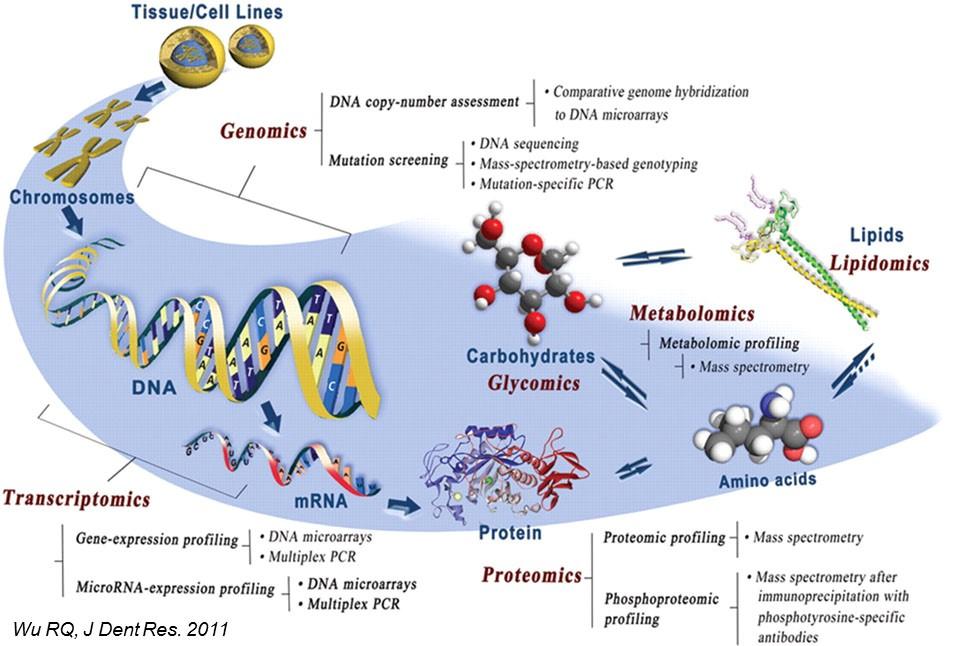 Tissue/Cell Lines
Chromosomes
Genomics
DNA copy-number assessment
• Comparative genome hybridization
to DNA microarrays
Mutation screening
• DNA sequencing
• Mass-spectrometry-based genotyping
• Mutation-specific PCR
Lipids
Lipidomics
Carbohydrates
Glycomics
Metabolomics
Metabolomic profiling
• Mass spectrometry
DNA
Amino acids
mRNA
Protein
Transcriptomics
Gene-expression profiling
• DNA microarrays
• Multiplex PCR
MicroRNA-expression profiling
• DNA microarrays
• Multiplex PCR
Proteomics
Proteomic profiling
• Mass spectrometry
Phosphoproteomic
profiling
• Mass spectrometry after
immunoprecipitation with
phosphotyrosine-specific
antibodies
Wu RQ, J Dent Res. 2011